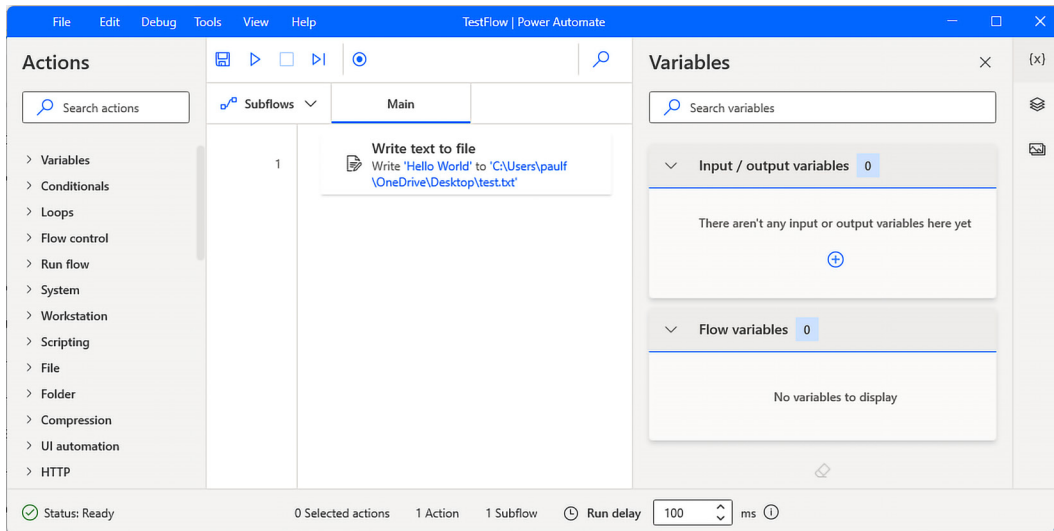 File Edit Debug Tools View Help TestFlow | Power Automate
Actions
Search actions
Variables
Conditionals
Loops
Flow control
Run flow
System
Workstation
Scripting
File
Folder
Compression
UI automation
HTTP
Subflows Main
1
Write text to file
Write 'Hello World' to 'C:\Users\paulf
\OneDrive\Desktop\test.txt'
Variables
{x}
Search variables
Input / output variables 0
There aren't any input or output variables here yet
Flow variables 0
No variables to display
Status: Ready 0 Selected actions 1 Action 1 Subflow Run delay 100 ms